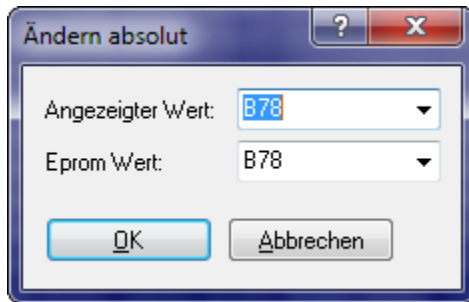 Ändern absolut
?
X
Angezeigter Wert: B78
Eprom Wert: B78
OK Abbrechen